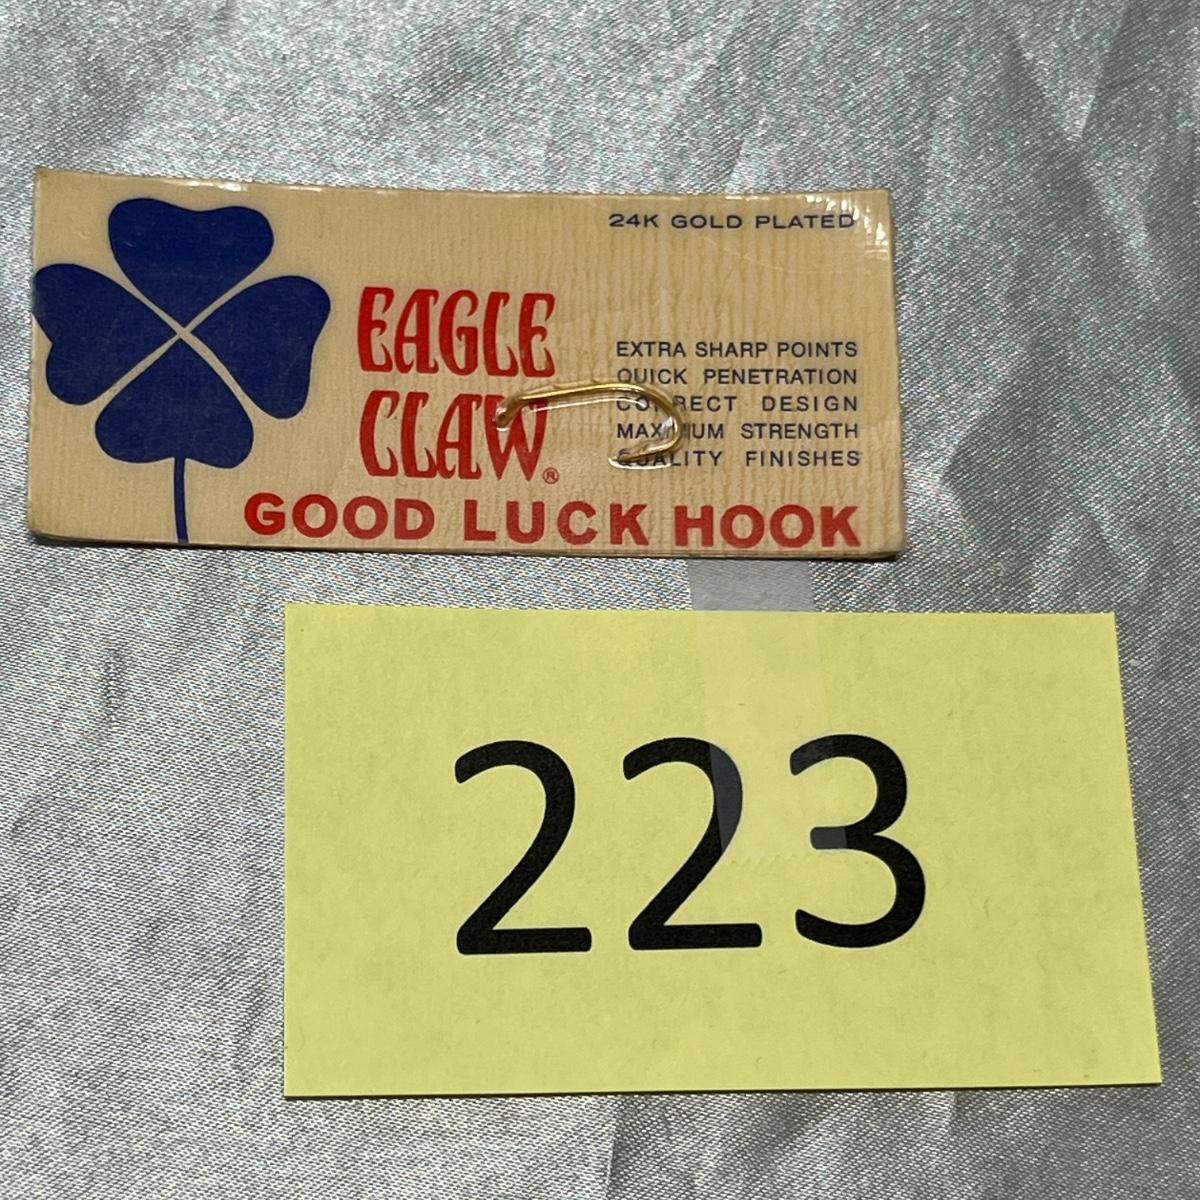 24K GOLD PLATED
EAGLE
CLAW®
EXTRA SHARP POINTS
QUICK PENETRATION
CORRECT DESIGN
MAXIMUM STRENGTH
QUALITY FINISHES
GOOD LUCK HOOK
223